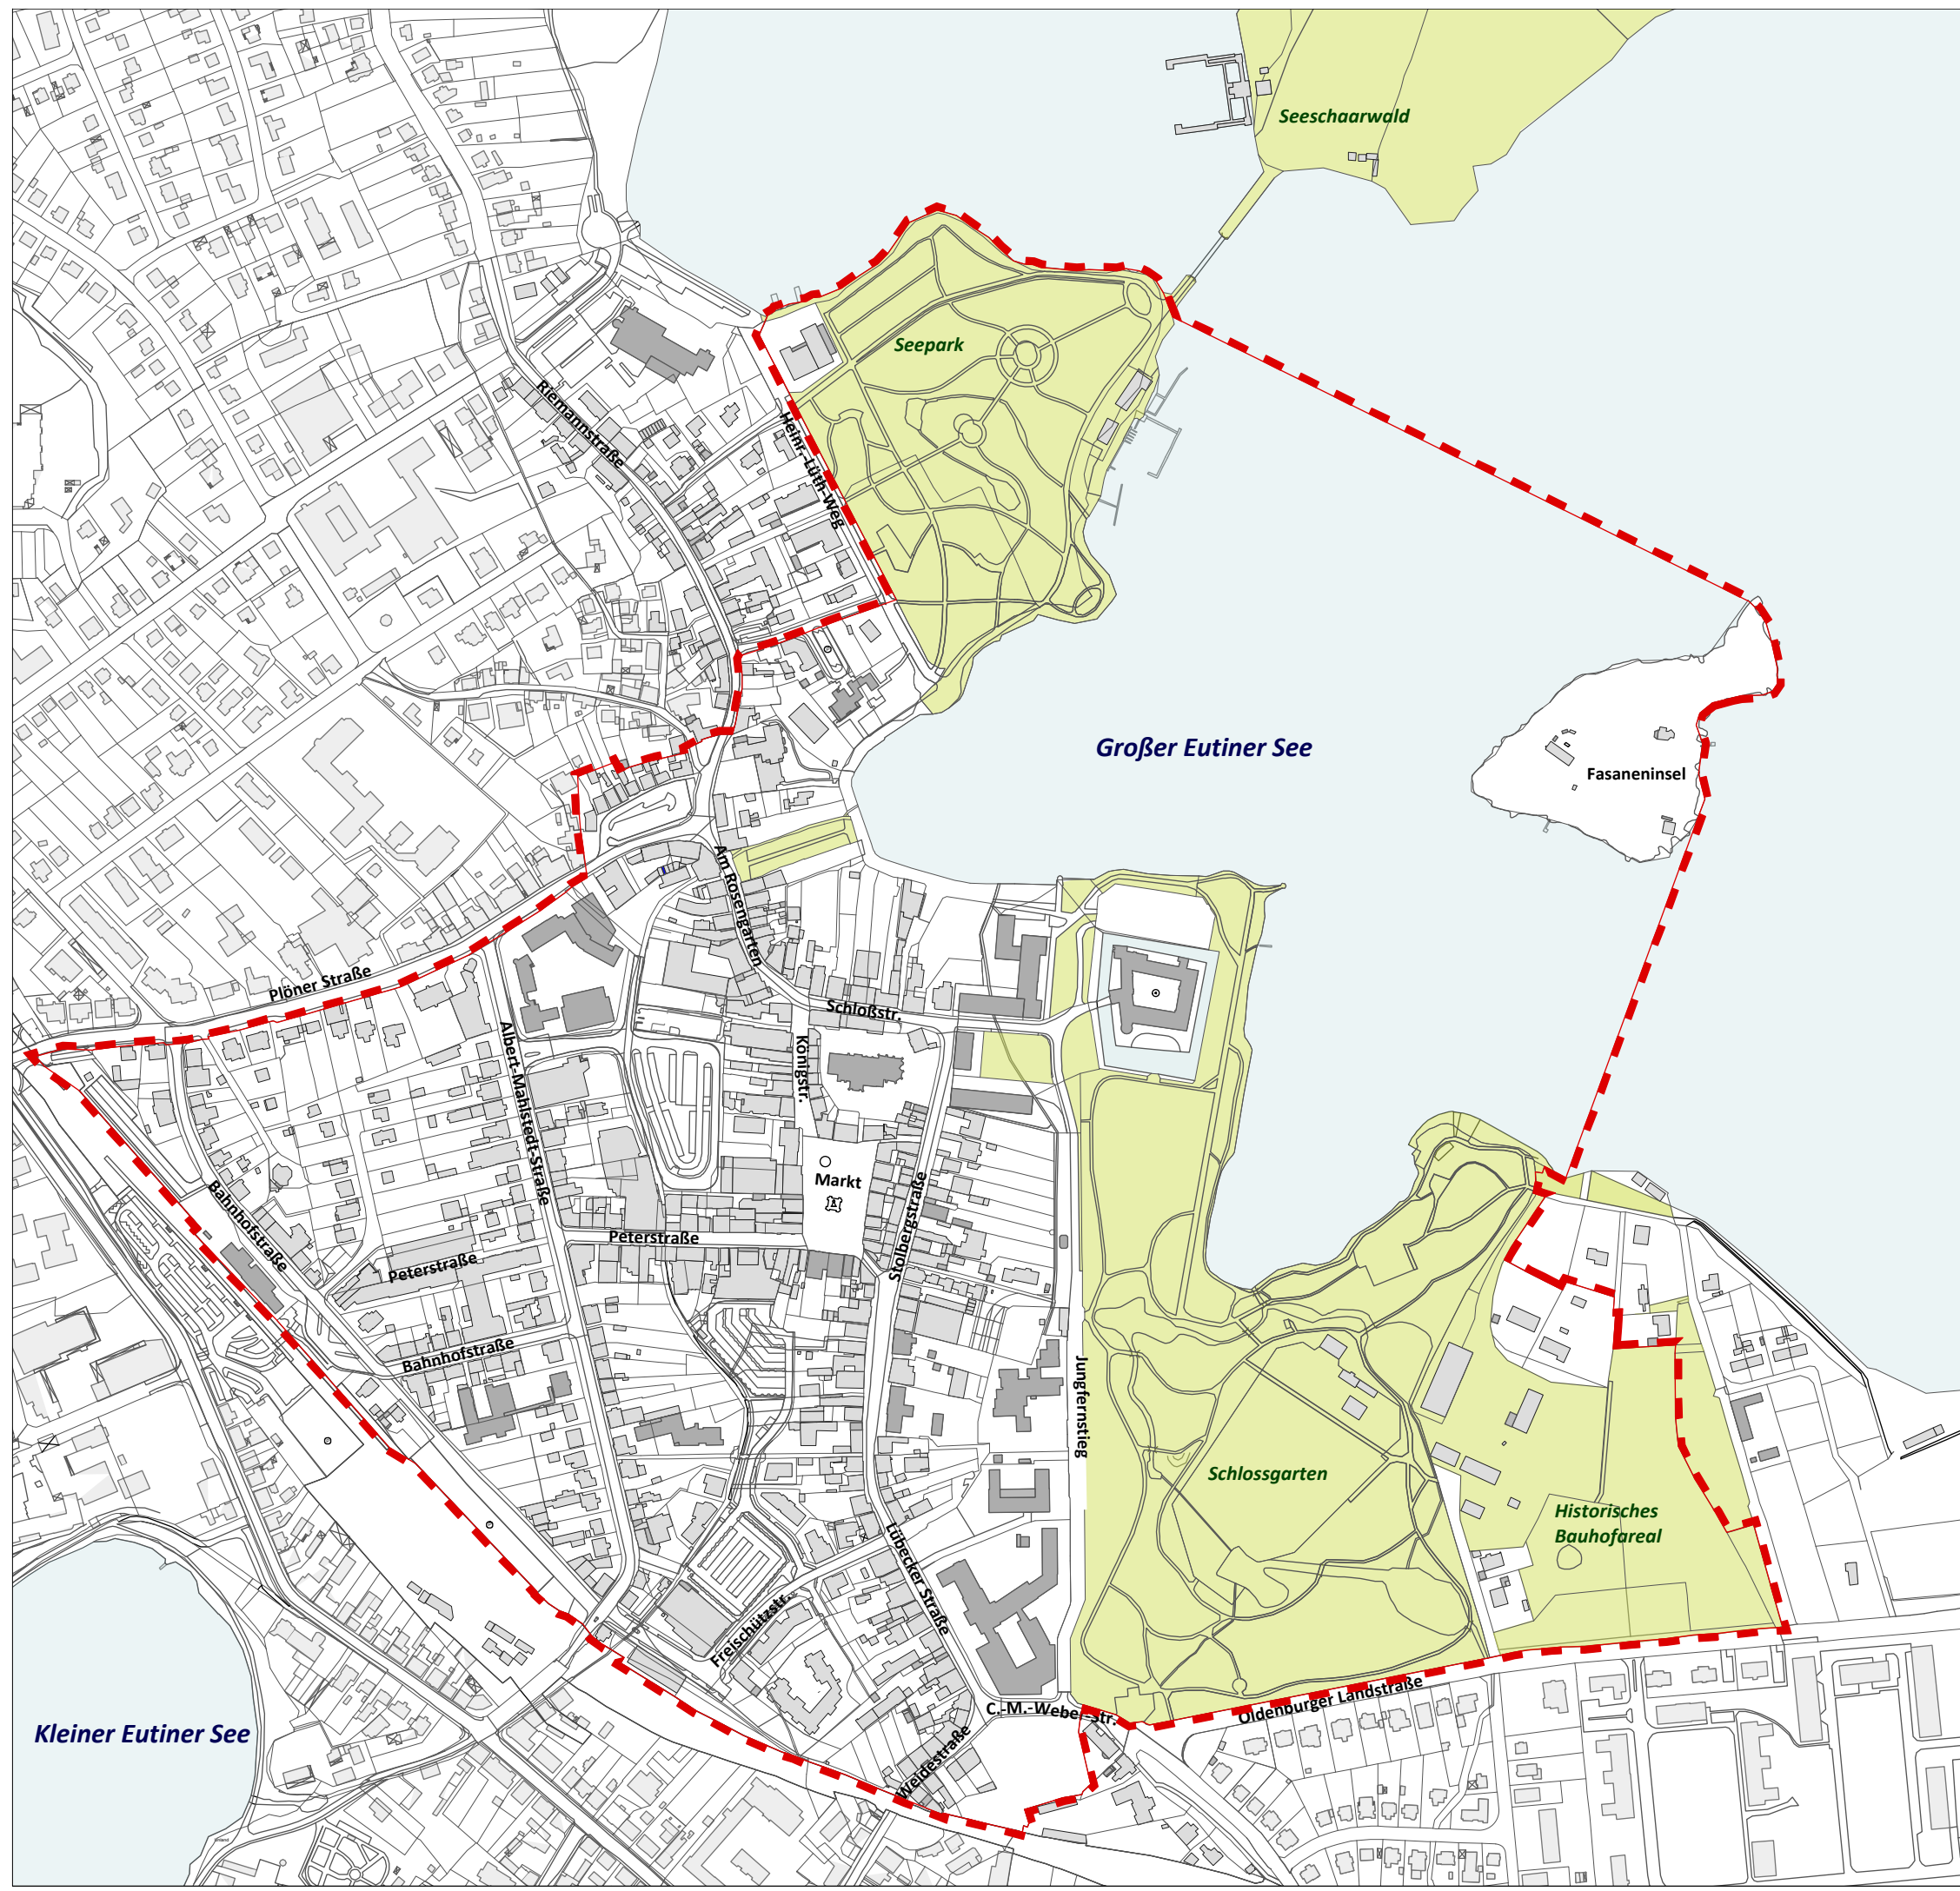 Seeschaarwald
Seepark
Riemannstraße
Heinr.-Lüth-Weg
Großer Eutiner See
Fasaneninsel
Am Rosengarten
Plöner Straße
Schloßstr.
Albert-Mahlstedt-Straße
Königstr.
Markt
Bahnhofstraße
Stolbergstraße
Peterstraße
Peterstraße
Bahnhofstraße
Jungfernstieg
Schlossgarten
Historisches
Bauhofareal
Lübecker Straße
Freischützstr.
Oldenburger Landstraße
C.-M.-Weber-Str.
Kleiner Eutiner See
Weidestraße